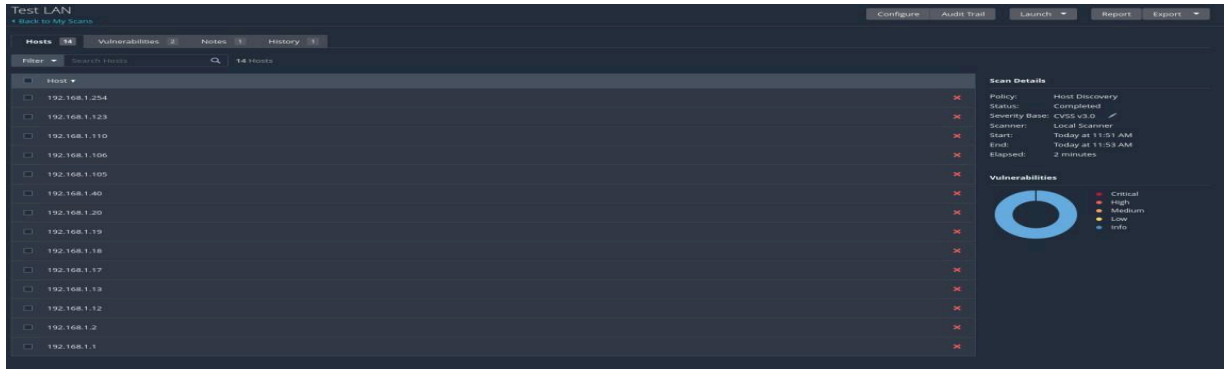 Test LAN
Back to My Scans
Configure Audit Trail Launch Report Export
Hosts 14 Vulnerabilities 2 Notes 1 History 1
Filter Search Hosts 14 Hosts
Host
192.168.1.254
192.168.1.123
192.168.1.110
192.168.1.106
192.168.1.105
192.168.1.40
192.168.1.20
192.168.1.19
192.168.1.18
192.168.1.17
192.168.1.13
192.168.1.12
192.168.1.2
192.168.1.1
Scan Details
Policy: Host Discovery
Status: Completed
Severity Base: CVSS v3.0
Scanner: Local Scanner
Start: Today at 11:51 AM
End: Today at 11:53 AM
Elapsed: 2 minutes
Vulnerabilities
Critical
High
Medium
Low
Info